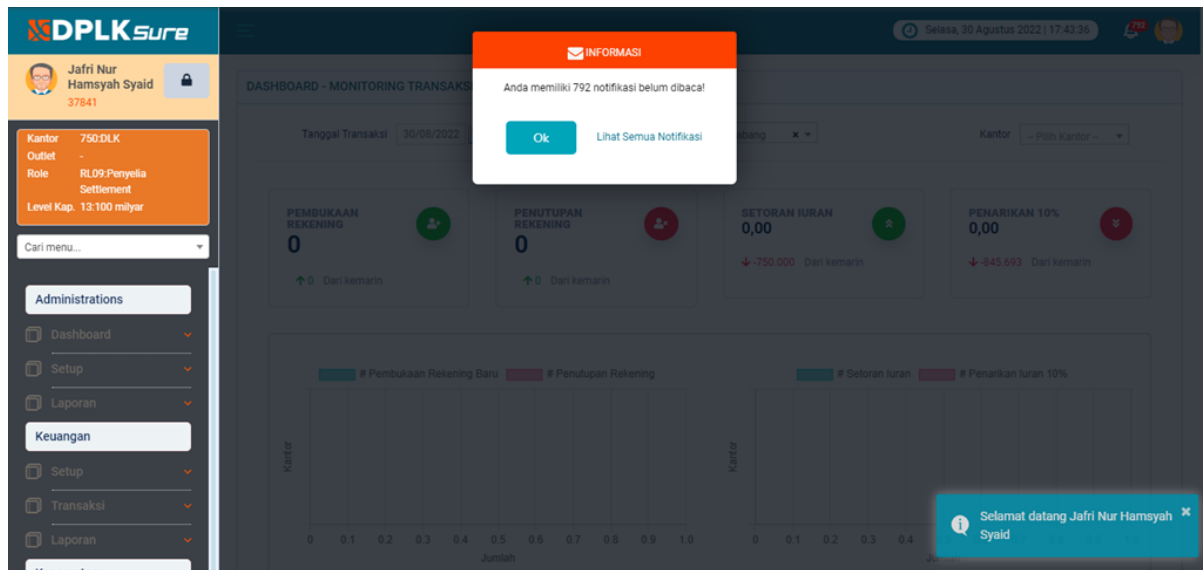 DPLKsure
Jafri Nur
Hamsyah Syaid
37841
Kantor 750:DLK
Outlet -
Role RL09:Penyelia
Settlement
Level Kap. 13:100 milyar
Cari menu...
Administrations
Dashboard
Setup
Laporan
Keuangan
Setup
Transaksi
Laporan
Selasa, 30 Agustus 2022 | 17:43:36
792
INFORMASI
Anda memiliki 792 notifikasi belum dibaca!
Ok Lihat Semua Notifikasi
DASHBOARD - MONITORING TRANSAKSI
Tanggal Transaksi 30/08/2022 Kantor -- Pilih Kantor --
PEMBUKAAN
REKENING
0
0 Dari kemarin
PENUTUPAN
REKENING
0
0 Dari kemarin
SETORAN IURAN
0,00
-750.000 Dari kemarin
PENARIKAN 10%
0,00
-845.693 Dari kemarin
# Pembukaan Rekening Baru # Penutupan Rekening
Kantor
0 0.1 0.2 0.3 0.4 0.5 0.6 0.7 0.8 0.9 1.0
Jumlah
# Setoran iuran # Penarikan Iuran 10%
Kantor
0 0.1 0.2 0.3 0.4
Selamat datang Jafri Nur Hamsyah
Syaid